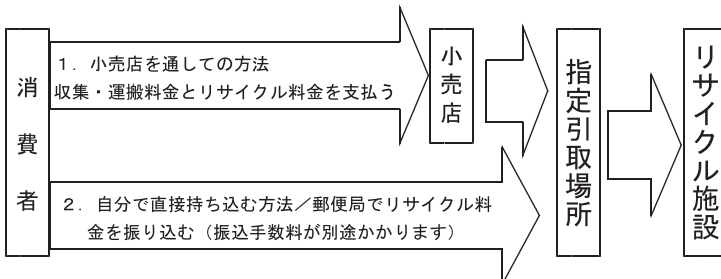 消費者
1．小売店を通しての方法
収集・運搬料金とリサイクル料金を支払う
小売店
2．自分で直接持ち込む方法／郵便局でリサイクル料
金を振り込む（振込手数料が別途かかります）
指定引取場所
リサイクル施設